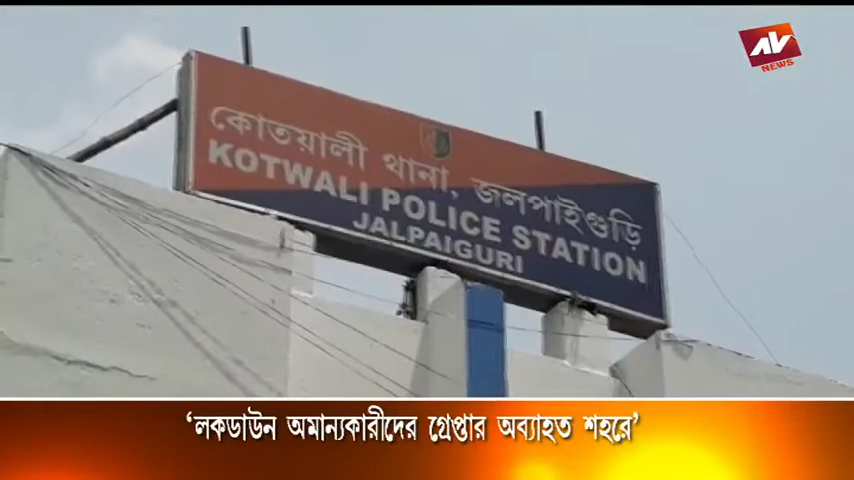 AV
NEWS
কোতয়ালী থানা, জলপাইগুড়ি
KOTWALI POLICE STATION
JALPAIGURI
‘লকডাউন অমান্যকারীদের গ্রেপ্তার অব্যাহত শহরে’